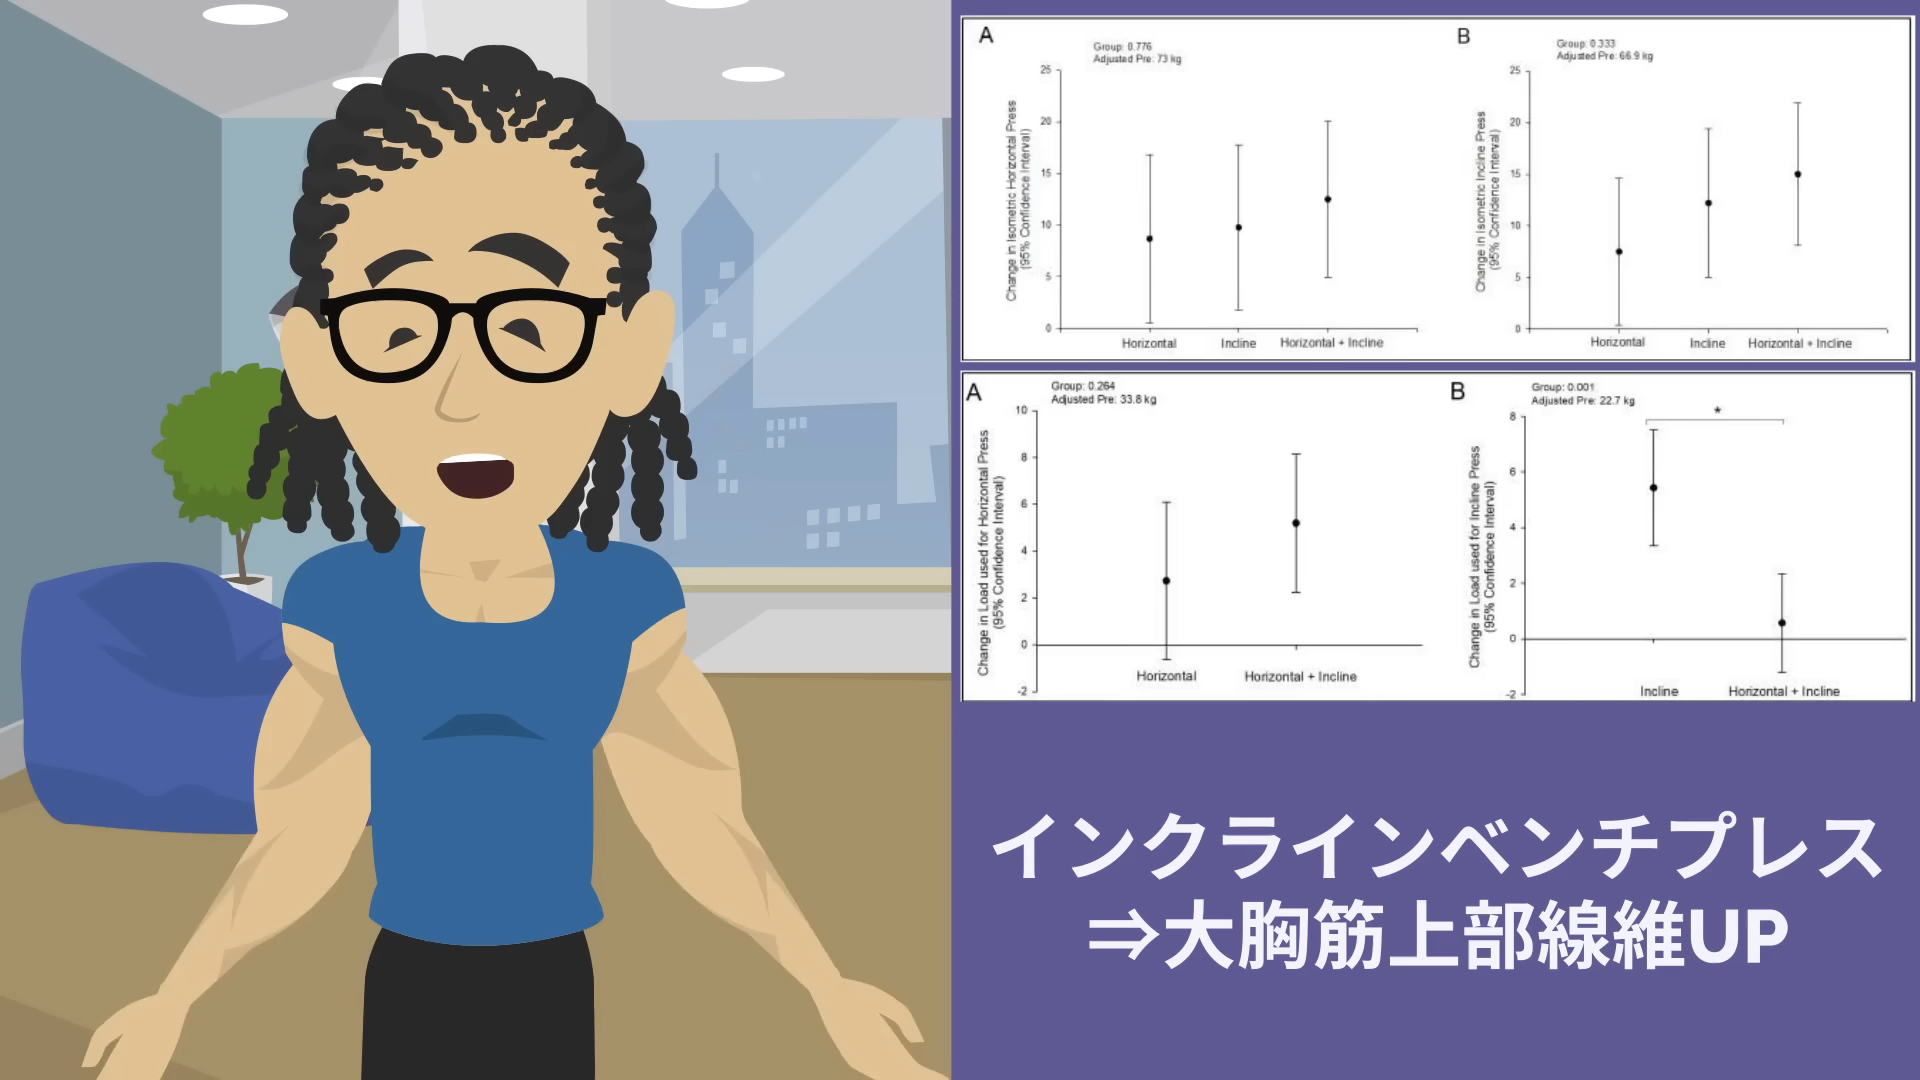 A
Group: 0.776
Adjusted Pre: 73 kg
Change in Isometric Horizontal Press
(95% Confidence Interval)
25
20
15
10
5
0
Horizontal
Incline
Horizontal + Incline
B
Group: 0.333
Adjusted Pre: 66.9 kg
Change in Isometric Incline Press
(95% Confidence Interval)
25
20
15
10
5
0
Horizontal
Incline
Horizontal + Incline
A
Group: 0.264
Adjusted Pre: 33.8 kg
Change in Load used for Horizontal Press
(95% Confidence Interval)
10
8
6
4
2
0
-2
Horizontal
Horizontal + Incline
B
Group: 0.001
Adjusted Pre: 22.7 kg
*
Change in Load used for Incline Press
(95% Confidence Interval)
8
6
4
2
0
-2
Incline
Horizontal + Incline
インクラインベンチプレス
⇒大胸筋上部線維UP